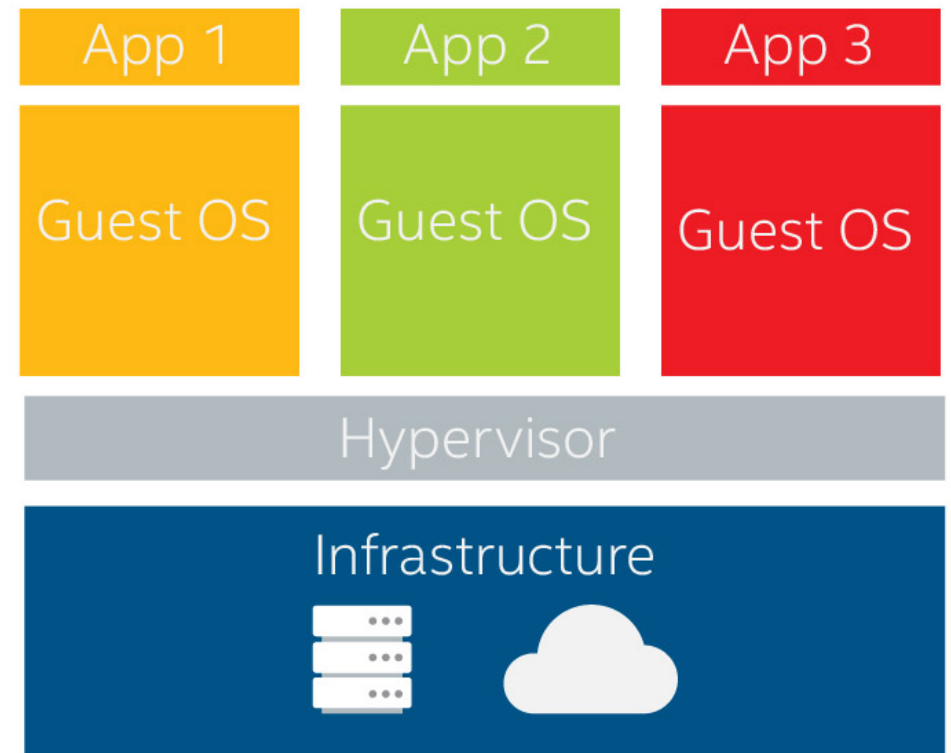 App 1
App 2
App 3
Guest OS
Guest OS
Guest OS
Hypervisor
Infrastructure